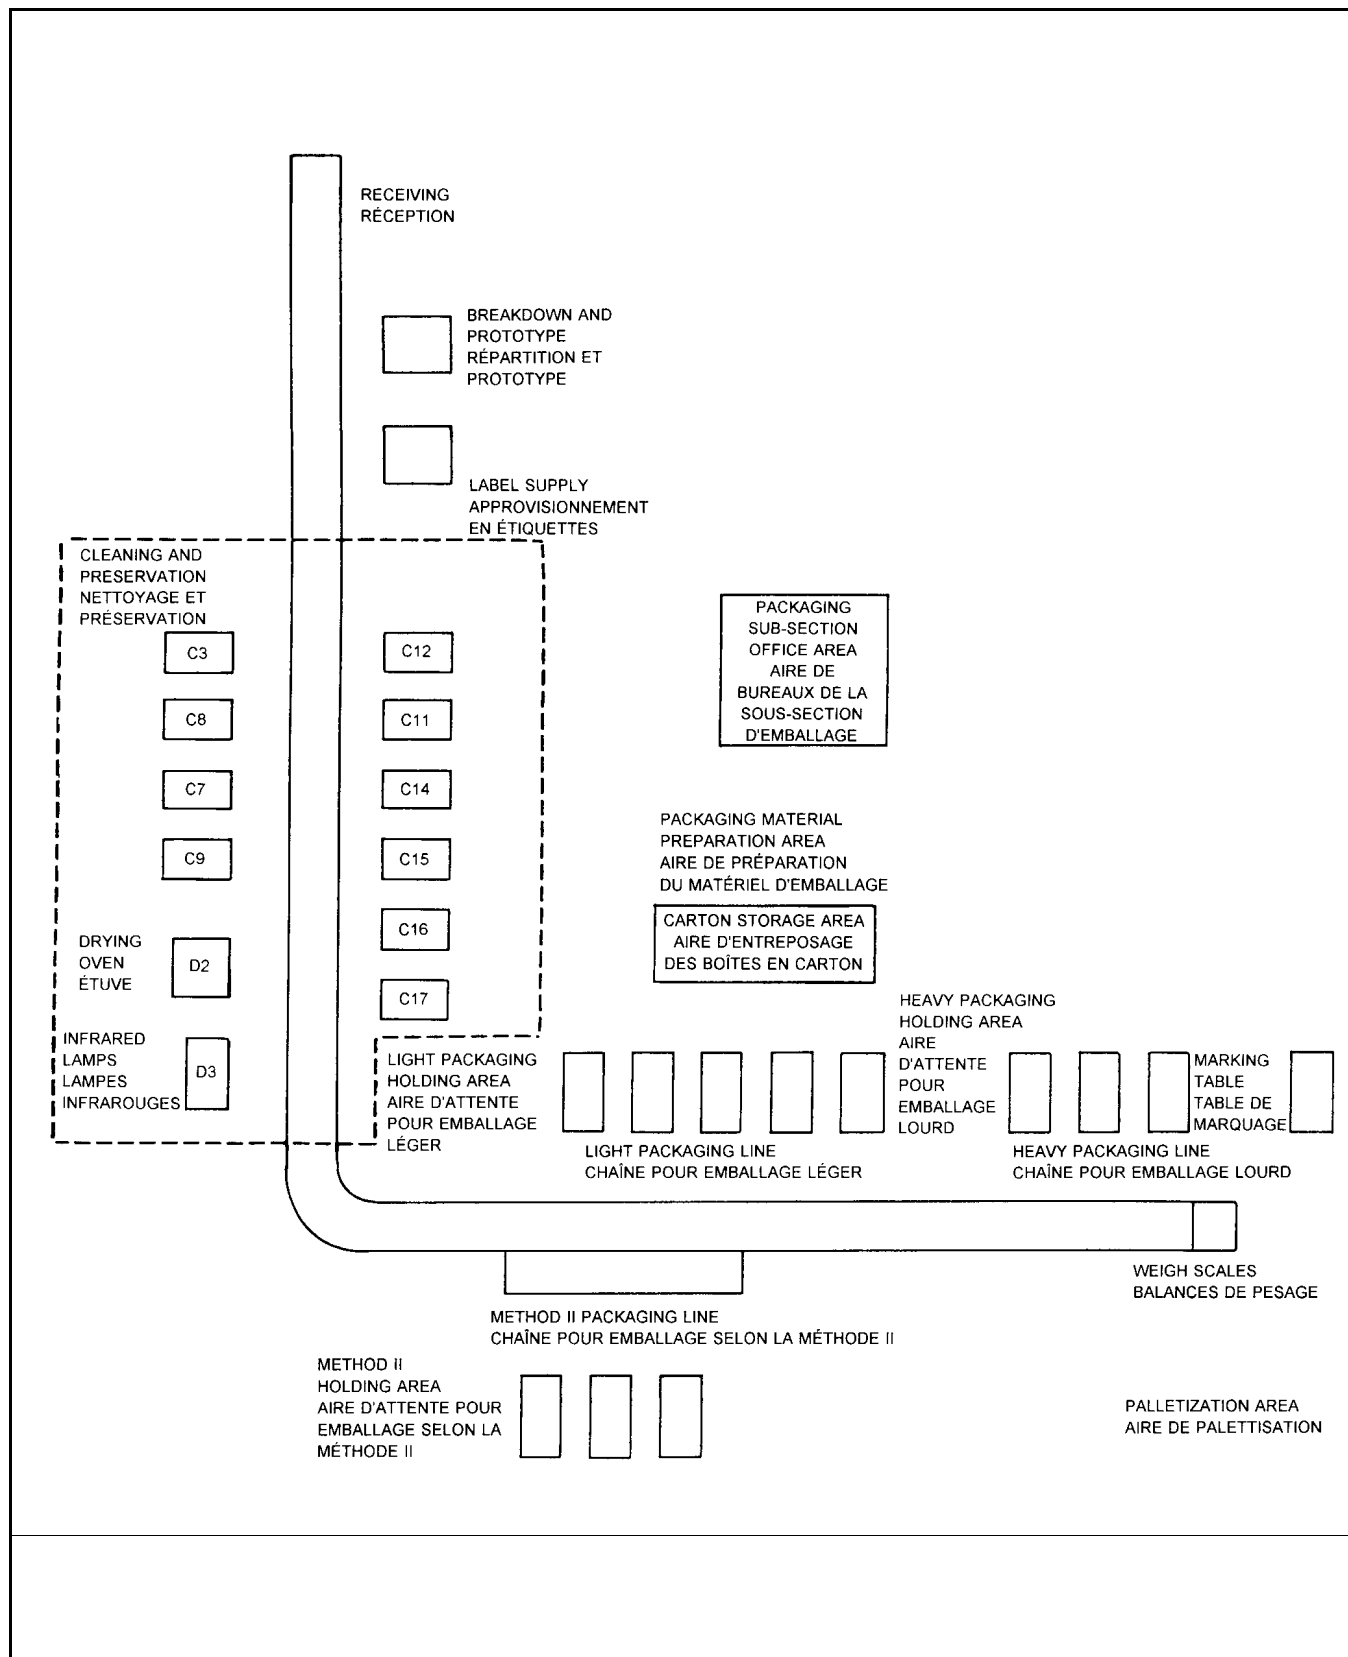 RECEIVING
RÉCEPTION
BREAKDOWN AND
PROTOTYPE
RÉPARTITION ET
PROTOTYPE
LABEL SUPPLY
APPROVISIONNEMENT
EN ÉTIQUETTES
CLEANING AND
PRESERVATION
NETTOYAGE ET
PRÉSERVATION
C3
C8
C7
C9
DRYING
OVEN
ÉTUVE
D2
INFRARED
LAMPS
LAMPES
INFRAROUGES
D3
C12
C11
C14
C15
C16
C17
PACKAGING
SUB-SECTION
OFFICE AREA
AIRE DE
BUREAUX DE LA
SOUS-SECTION
D'EMBALLAGE
PACKAGING MATERIAL
PREPARATION AREA
AIRE DE PRÉPARATION
DU MATÉRIEL D'EMBALLAGE
CARTON STORAGE AREA
AIRE D'ENTREPOSAGE
DES BOÎTES EN CARTON
LIGHT PACKAGING
HOLDING AREA
AIRE D'ATTENTE
POUR EMBALLAGE
LÉGER
LIGHT PACKAGING LINE
CHAÎNE POUR EMBALLAGE LÉGER
HEAVY PACKAGING
HOLDING AREA
AIRE
D'ATTENTE
POUR
EMBALLAGE
LOURD
MARKING
TABLE
TABLE DE
MARQUAGE
HEAVY PACKAGING LINE
CHAÎNE POUR EMBALLAGE LOURD
WEIGH SCALES
BALANCES DE PESAGE
METHOD II PACKAGING LINE
CHAÎNE POUR EMBALLAGE SELON LA MÉTHODE II
METHOD II
HOLDING AREA
AIRE D'ATTENTE POUR
EMBALLAGE SELON LA
MÉTHODE II
PALLETIZATION AREA
AIRE DE PALETTISATION